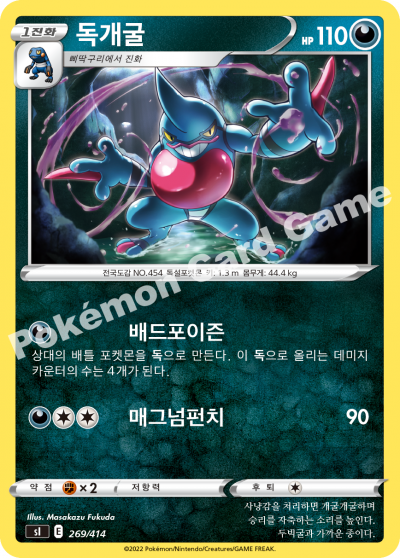 1진화 독개굴 HP 110
삐딱구리에서 진화
전국도감 NO.454 독설포켓몬 키: 1.3 m 몸무게: 44.4 kg
Pokémon Card Game
배드포이즌
상대의 배틀 포켓몬을 독으로 만든다. 이 독으로 올리는 데미지
카운터의 수는 4개가 된다.
매그넘펀치 90
약점 ×2 저항력 후퇴
Illus. Masakazu Fukuda
sI E 269/414
사냥감을 처리하면 개굴개굴하며
승리를 자축하는 소리를 높인다.
두빅굴과 가까운 종이다.
©2022 Pokémon/Nintendo/Creatures/GAME FREAK.